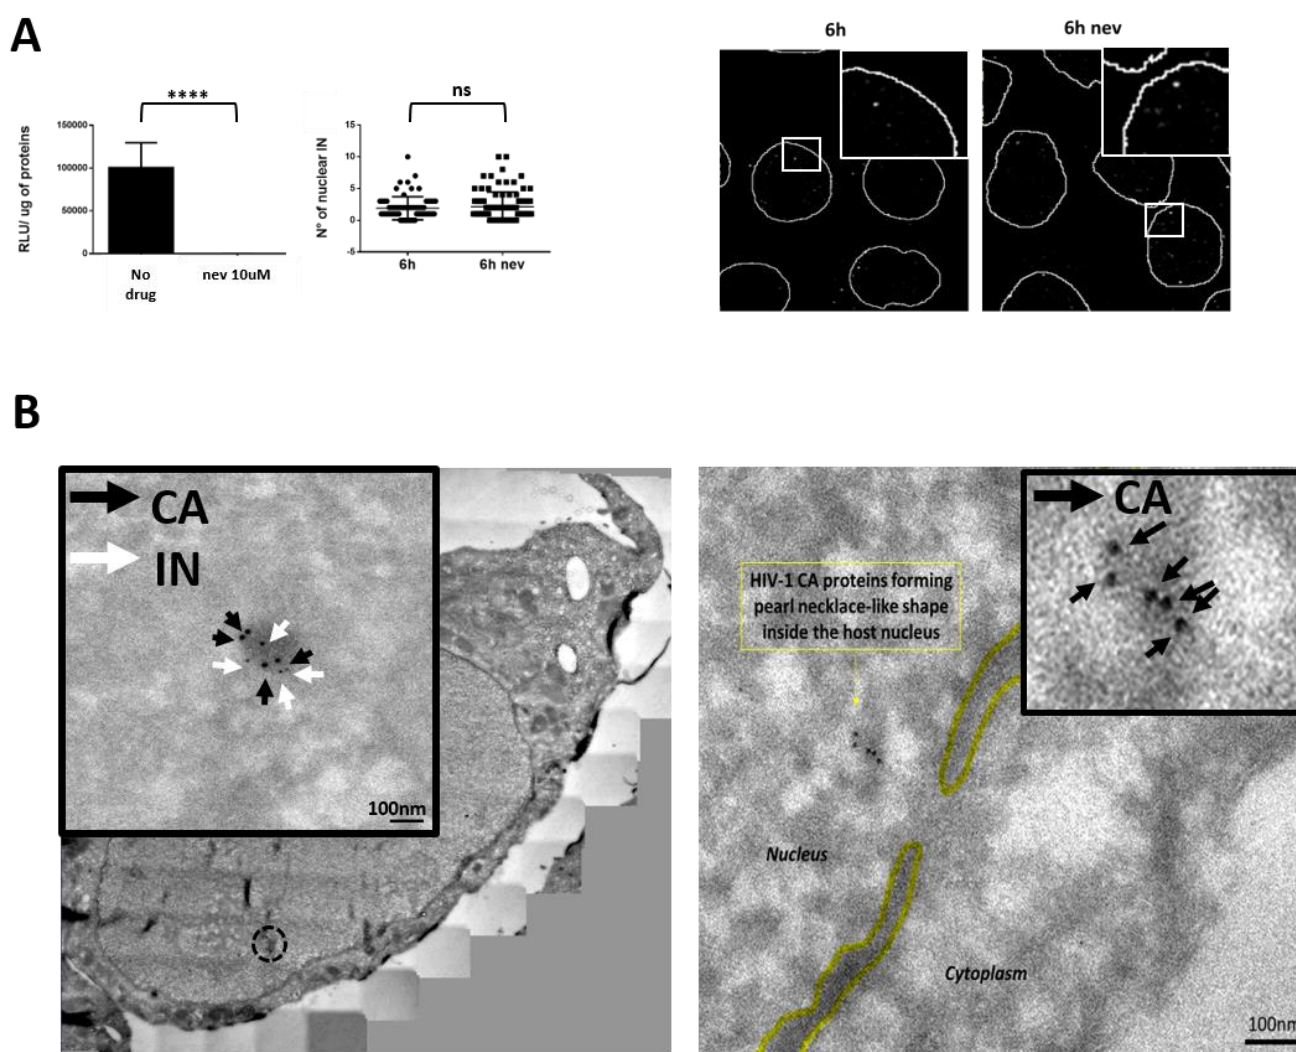 A
****
RLU/ ug of proteins
150000
100000
50000
0
No
drug
nev 10uM
ns
N° of nuclear IN
15
10
5
0
-5
6h
6h nev
6h
6h nev
B
CA
IN
100nm
CA
HIV-1 CA proteins forming
pearl necklace-like shape
inside the host nucleus
Nucleus
Cytoplasm
100nm